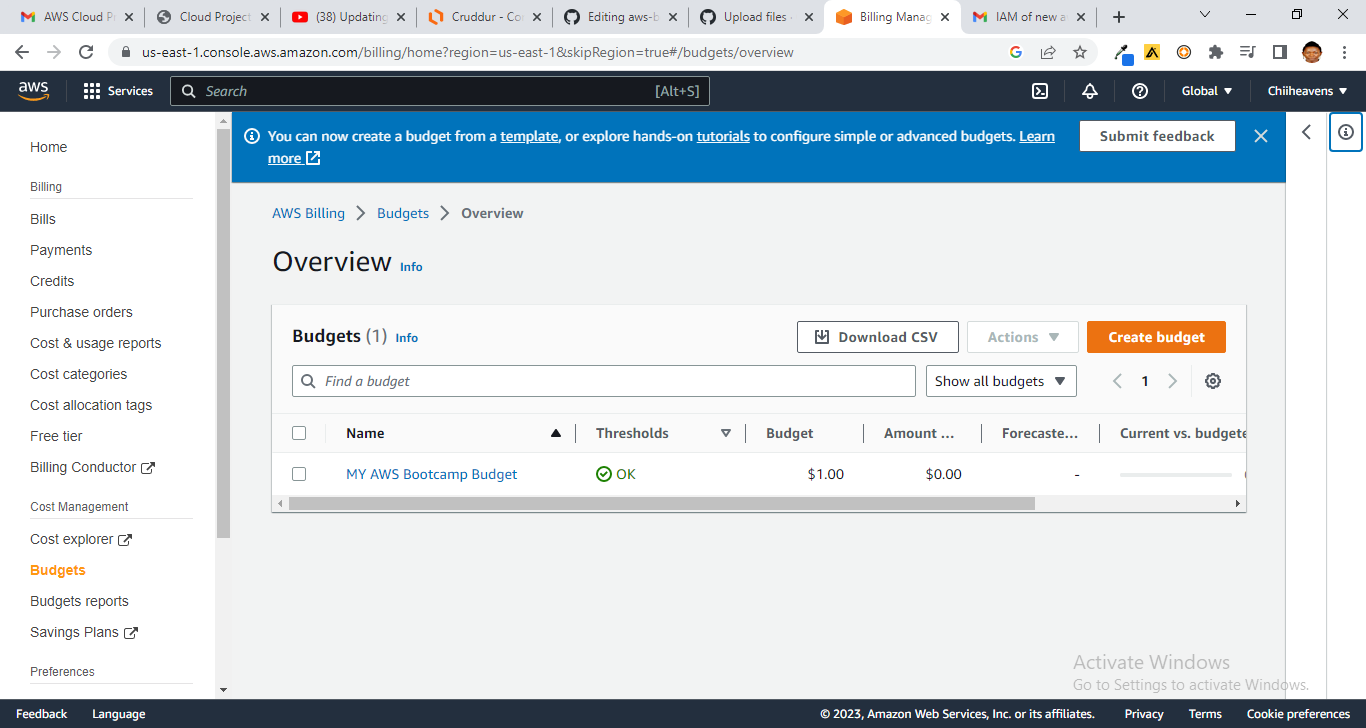 AWS Cloud P
Cloud Project
(38) Updating
Cruddur - Co
Editing aws-b
Upload files
Billing Manag
IAM of new a
us-east-1.console.aws.amazon.com/billing/home?region=us-east-1&skipRegion=true#/budgets/overview
aws
Services
Search
[Alt+S]
Global
Chiiheavens
Home
Billing
Bills
Payments
Credits
Purchase orders
Cost & usage reports
Cost categories
Cost allocation tags
Free tier
Billing Conductor
Cost Management
Cost explorer
Budgets
Budgets reports
Savings Plans
Preferences
You can now create a budget from a template, or explore hands-on tutorials to configure simple or advanced budgets. Learn
more
Submit feedback
AWS Billing
Budgets
Overview
Overview Info
Budgets (1) Info
Download CSV
Actions
Create budget
Find a budget
Show all budgets
1
Name
Thresholds
Budget
Amount ...
Forecaste...
Current vs. budgete
MY AWS Bootcamp Budget
OK
$1.00
$0.00
-
Activate Windows
Go to Settings to activate Windows.
Feedback
Language
© 2023, Amazon Web Services, Inc. or its affiliates.
Privacy
Terms
Cookie preferences